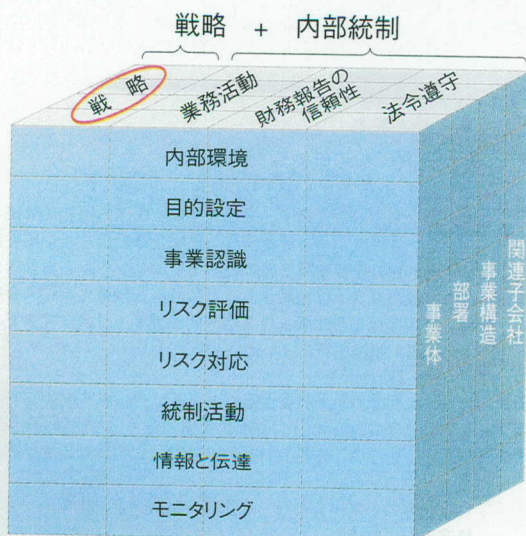 戦略 + 内部統制
戦 略
業務活動
財務報告の
信頼性
法令遵守
内部環境
目的設定
事業認識
リスク評価
リスク対応
統制活動
情報と伝達
モニタリング
事業体
部署
事業構造
関連子会社